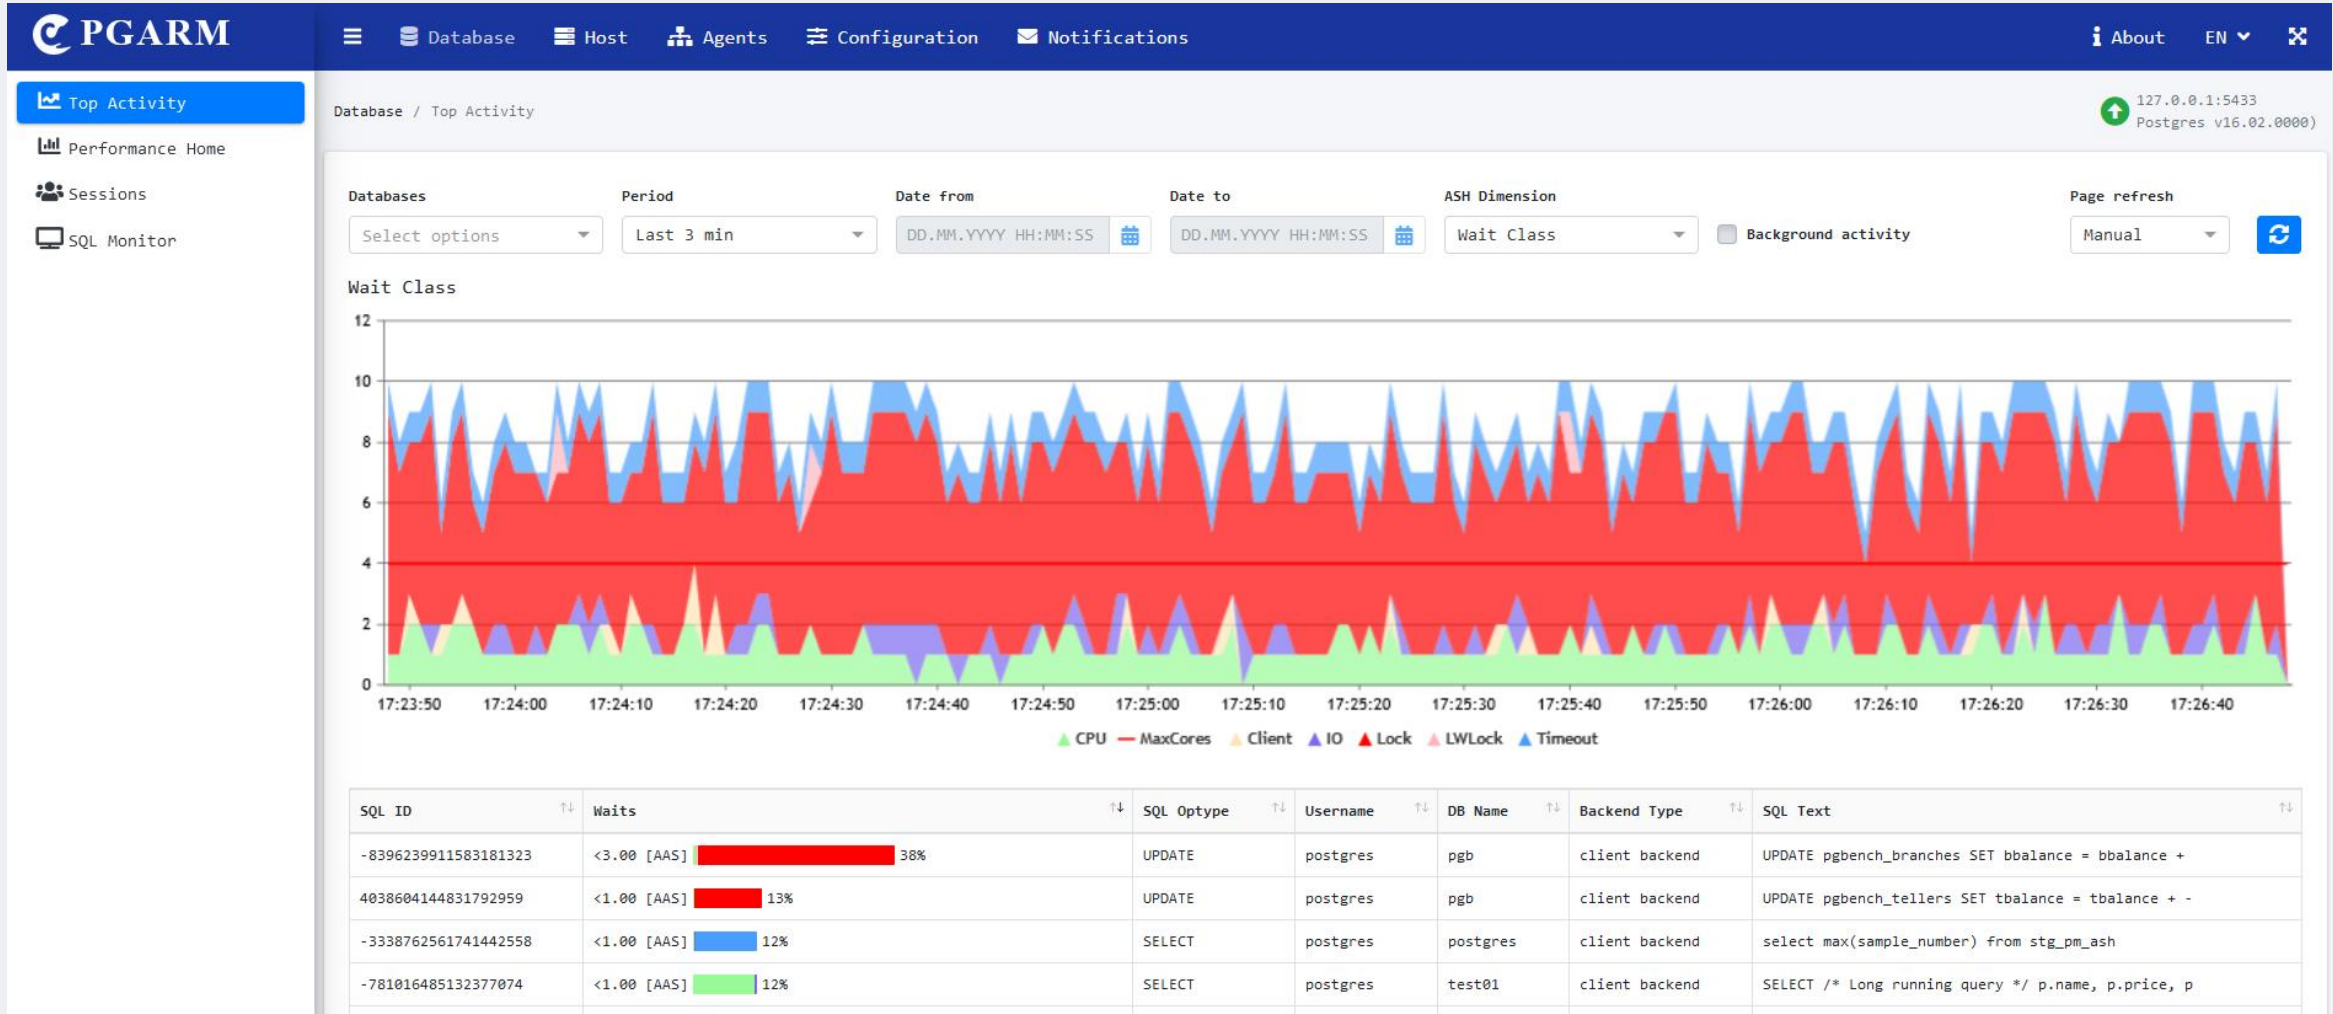 PGARM
Database Host Agents Configuration Notifications About EN
Top Activity
Performance Home
Sessions
SQL Monitor
Database / Top Activity
127.0.0.1:5433
Postgres v16.02.0000)
Databases Period Date from Date to ASH Dimension Page refresh
Select options Last 3 min DD.MM.YYYY HH:MM:SS DD.MM.YYYY HH:MM:SS Wait Class Background activity Manual
Wait Class
12
10
8
6
4
2
0
17:23:50 17:24:00 17:24:10 17:24:20 17:24:30 17:24:40 17:24:50 17:25:00 17:25:10 17:25:20 17:25:30 17:25:40 17:25:50 17:26:00 17:26:10 17:26:20 17:26:30 17:26:40
CPU MaxCores Client IO Lock LWLock Timeout
SQL ID Waits SQL Optype Username DB Name Backend Type SQL Text
-8396239911583181323 <3.00 [AAS] 38% UPDATE postgres pgb client backend UPDATE pgbench_branches SET bbalance = bbalance +
4038604144831792959 <1.00 [AAS] 13% UPDATE postgres pgb client backend UPDATE pgbench_tellers SET tbalance = tbalance + -
-3338762561741442558 <1.00 [AAS] 12% SELECT postgres postgres client backend select max(sample_number) from stg_pm_ash
-781016485132377074 <1.00 [AAS] 12% SELECT postgres test01 client backend SELECT /* Long running query */ p.name, p.price, p